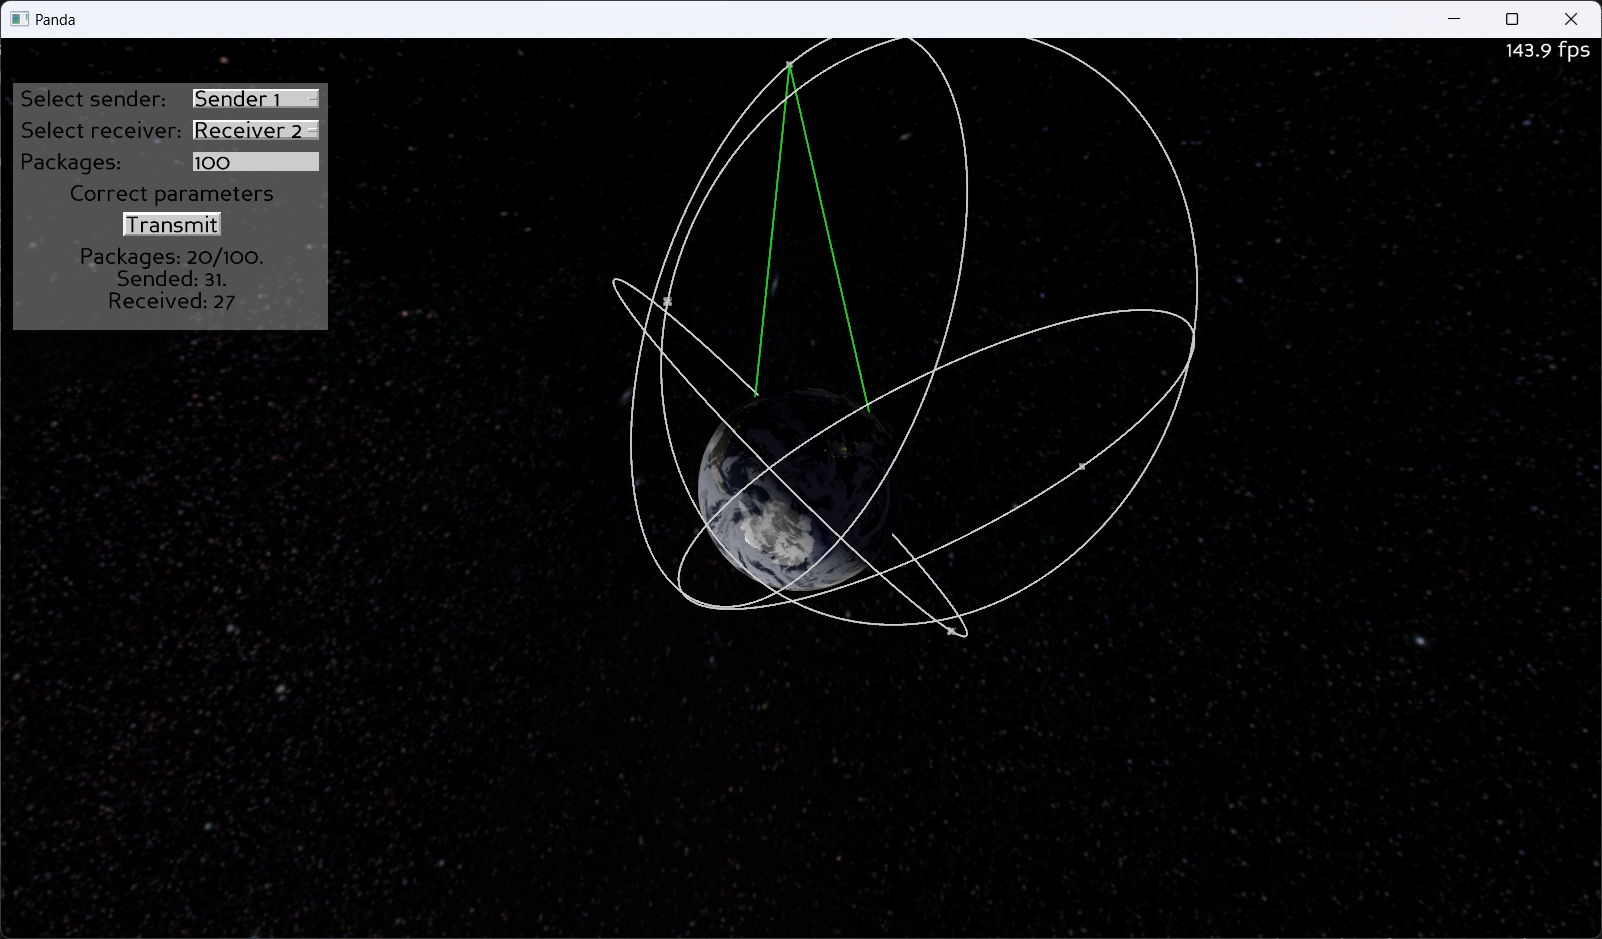 Panda
143.9 fps
Select sender: Sender 1
Select receiver: Receiver 2
Packages: 100
Correct parameters
Transmit
Packages: 20/100.
Sended: 31.
Received: 27